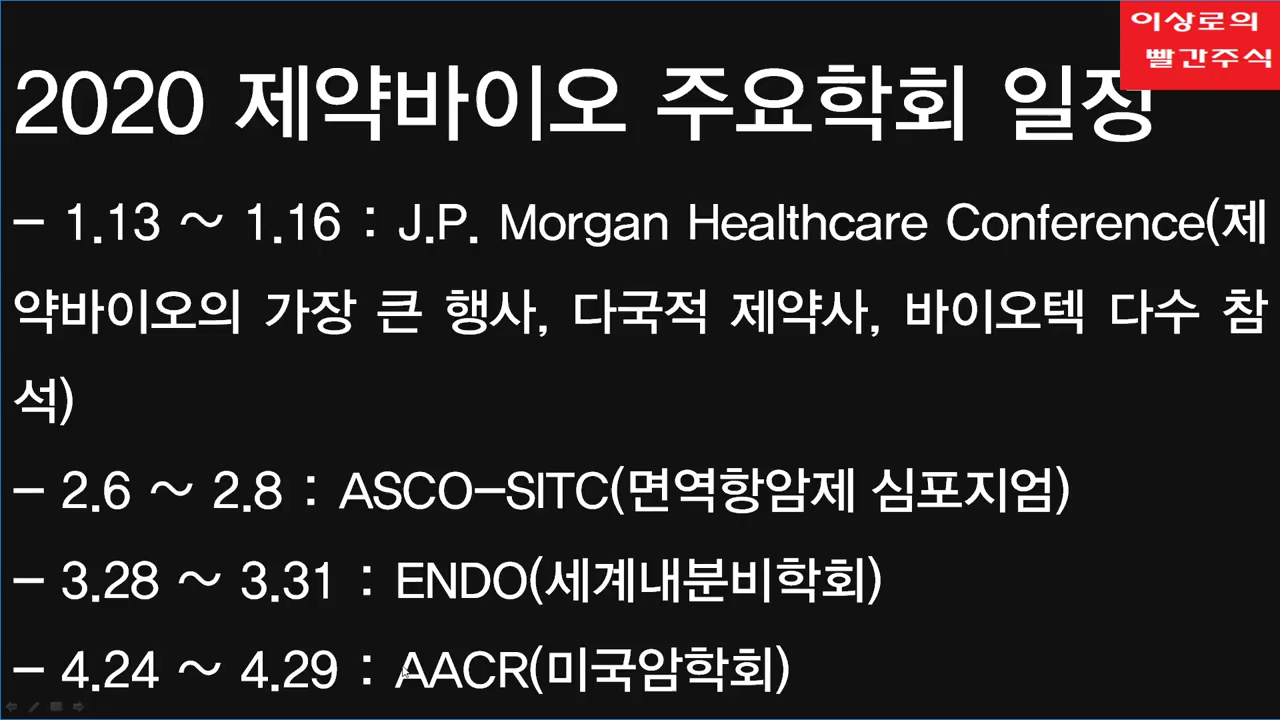 이상로의
빨간주식
2020 제약바이오 주요학회 일정
– 1.13 ~ 1.16 : J.P. Morgan Healthcare Conference(제
약바이오의 가장 큰 행사, 다국적 제약사, 바이오텍 다수 참
석)
– 2.6 ~ 2.8 : ASCO–SITC(면역항암제 심포지엄)
– 3.28 ~ 3.31 : ENDO(세계내분비학회)
– 4.24 ~ 4.29 : AACR(미국암학회)